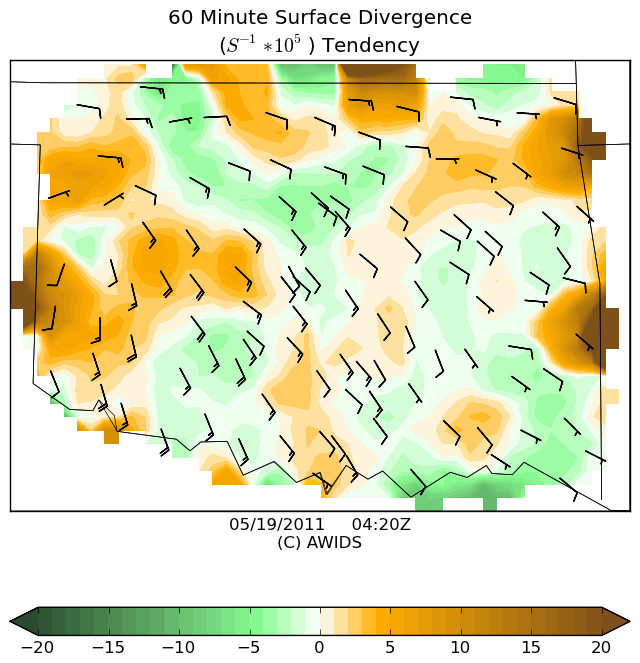 60 Minute Surface Divergence
(S⁻¹ *10⁵ ) Tendency
05/19/2011 04:20Z
(C) AWIDS
−20 −15 −10 −5 0 5 10 15 20